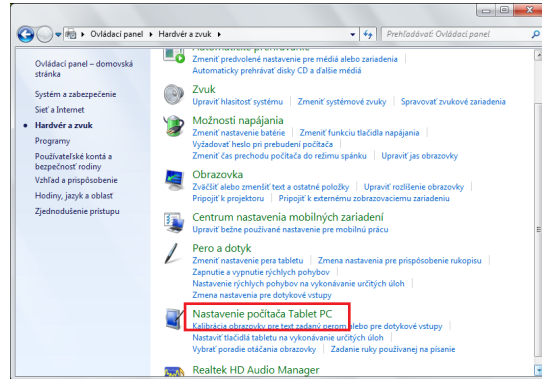 Ovládací panel ▸ Hardvér a zvuk ▸
Prehľadávať: Ovládací panel
Ovládací panel – domovská
stránka
Systém a zabezpečenie
Sieť a Internet
Hardvér a zvuk
Programy
Používateľské kontá a
bezpečnosť rodiny
Vzhľad a prispôsobenie
Hodiny, jazyk a oblasť
Zjednodušenie prístupu
Automatické prehrávanie
Zmeniť predvolené nastavenie pre médiá alebo zariadenia
Automaticky prehrávať disky CD a ďalšie médiá
Zvuk
Upraviť hlasitosť systému | Zmeniť systémové zvuky | Spravovať zvukové zariadenia
Možnosti napájania
Zmeniť nastavenie batérie | Zmeniť funkciu tlačidla napájania |
Vyžadovať heslo pri prebudení počítača |
Zmeniť čas prechodu počítača do režimu spánku | Upraviť jas obrazovky
Obrazovka
Zväčšiť alebo zmenšiť text a ostatné položky | Upraviť rozlíšenie obrazovky |
Pripojiť k projektoru | Pripojiť k externému zobrazovaciemu zariadeniu
Centrum nastavenia mobilných zariadení
Upraviť bežne používané nastavenie pre mobilnú prácu
Pero a dotyk
Zmeniť nastavenie pera tabletu | Zmena nastavenia pre prispôsobenie rukopisu |
Zapnutie a vypnutie rýchlych pohybov |
Nastavenie rýchlych pohybov na vykonávanie určitých úloh |
Zmena nastavenia pre dotykové vstupy
Nastavenie počítača Tablet PC
Kalibrácia obrazovky pre text zadaný perom alebo pre dotykové vstupy |
Nastaviť tlačidlá tabletu na vykonávanie určitých úloh |
Vybrať poradie otáčania obrazovky | Zadanie ruky používanej na písanie
Realtek HD Audio Manager